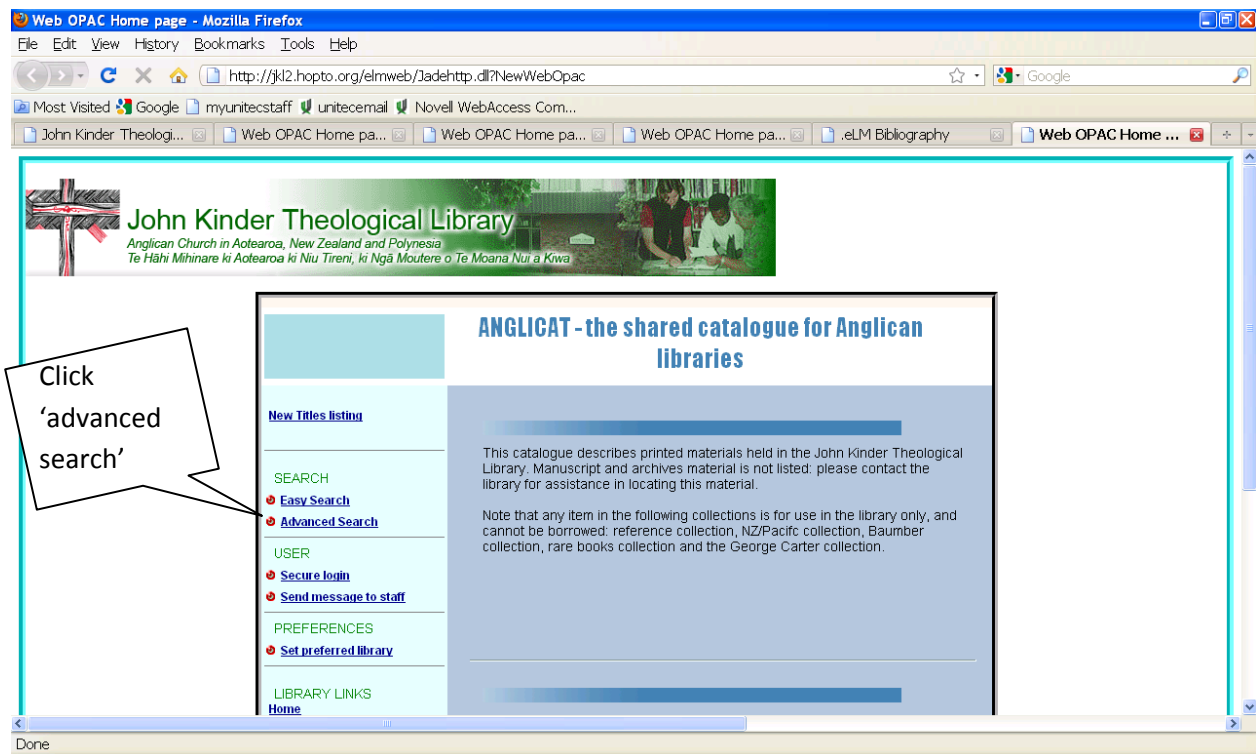 Web OPAC Home page - Mozilla Firefox
File Edit View History Bookmarks Tools Help
http://jkl2.hopto.org/elmweb/Jadehttp.dll?NewWebOpac
Google
Most Visited Google myunitecstaff unitecemail Novell WebAccess Com...
John Kinder Theologi... Web OPAC Home pa... Web OPAC Home pa... Web OPAC Home pa... .eLM Bibliography Web OPAC Home ...
John Kinder Theological Library
Anglican Church in Aotearoa, New Zealand and Polynesia
Te Hāhi Mihinare ki Aotearoa ki Niu Tireni, ki Ngā Moutere o Te Moana Nui a Kiwa
ANGLICAT - the shared catalogue for Anglican
libraries
Click
‘advanced
search’
New Titles listing
SEARCH
Easy Search
Advanced Search
USER
Secure login
Send message to staff
PREFERENCES
Set preferred library
LIBRARY LINKS
Home
This catalogue describes printed materials held in the John Kinder Theological
Library. Manuscript and archives material is not listed: please contact the
library for assistance in locating this material.
Note that any item in the following collections is for use in the library only, and
cannot be borrowed: reference collection, NZ/Pacifc collection, Baumber
collection, rare books collection and the George Carter collection.
Done